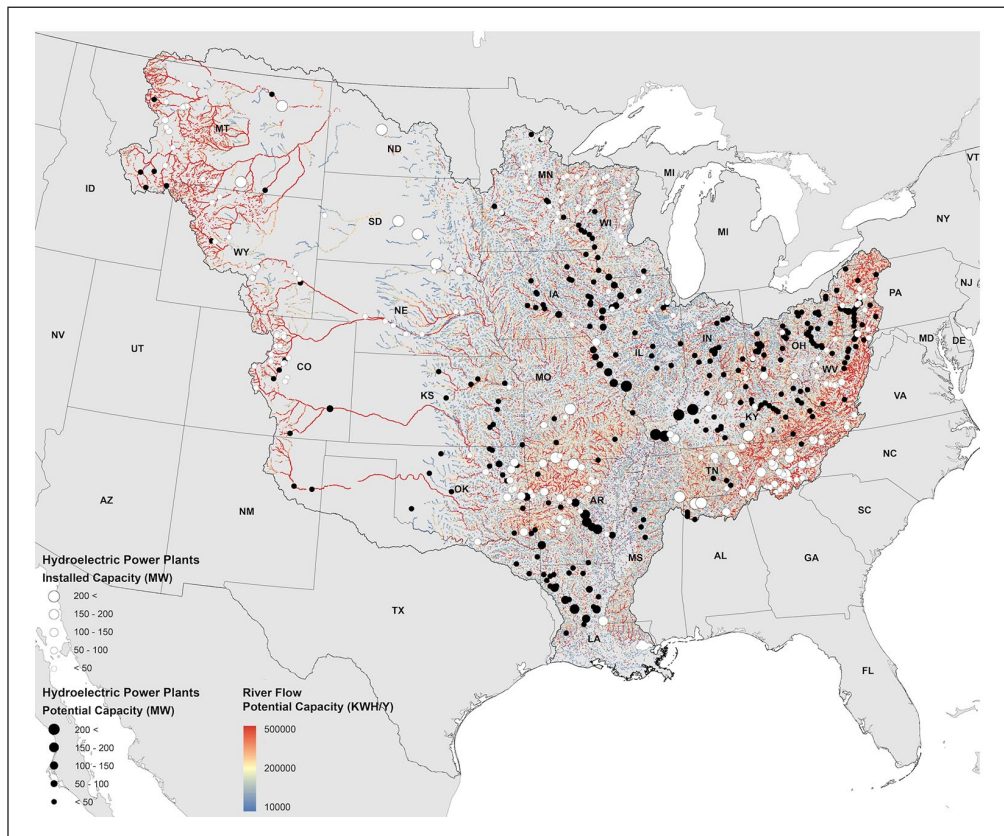 MT
ND
MN
MI
VT
ID
SD
WI
MI
NY
WY
IA
PA
NE
NJ
NV
UT
CO
IL
IN
OH
MD
DE
KS
MO
WV
VA
KY
AZ
NM
OK
AR
TN
NC
SC
MS
AL
GA
TX
LA
FL
Hydroelectric Power Plants
Installed Capacity (MW)
200 <
150 - 200
100 - 150
50 - 100
< 50
Hydroelectric Power Plants
Potential Capacity (MW)
200 <
150 - 200
100 - 150
50 - 100
< 50
River Flow
Potential Capacity (KWH/Y)
500000
200000
10000